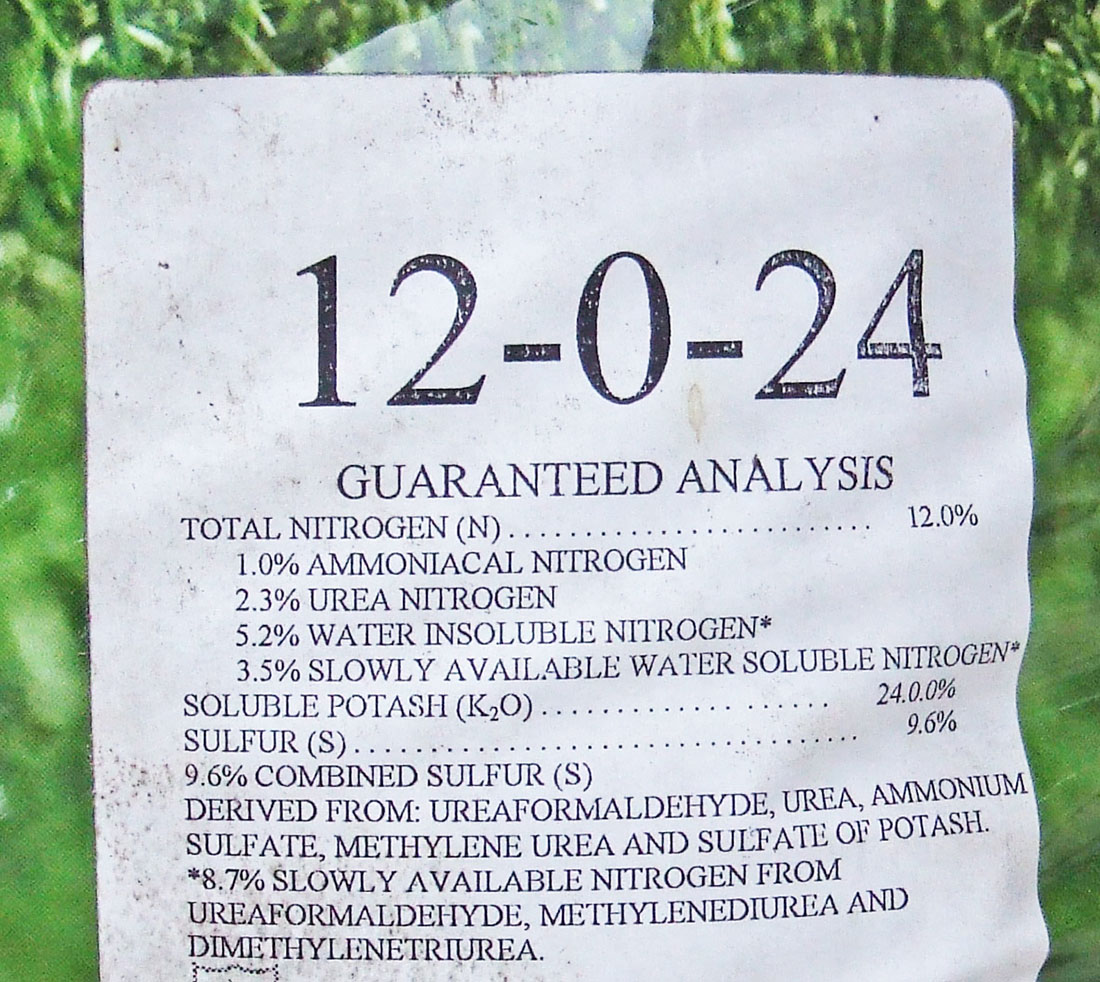 12-0-24
GUARANTEED ANALYSIS
TOTAL NITROGEN (N)................................ 12.0%
1.0% AMMONIACAL NITROGEN
2.3% UREA NITROGEN
5.2% WATER INSOLUBLE NITROGEN*
3.5% SLOWLY AVAILABLE WATER SOLUBLE NITROGEN*
SOLUBLE POTASH (K₂O)......................... 24.0.0%
SULFUR (S)............................................. 9.6%
9.6% COMBINED SULFUR (S)
DERIVED FROM: UREAFORMALDEHYDE, UREA, AMMONIUM
SULFATE, METHYLENE UREA AND SULFATE OF POTASH.
*8.7% SLOWLY AVAILABLE NITROGEN FROM
UREAFORMALDEHYDE, METHYLENEDIUREA AND
DIMETHYLENETRIUREA.